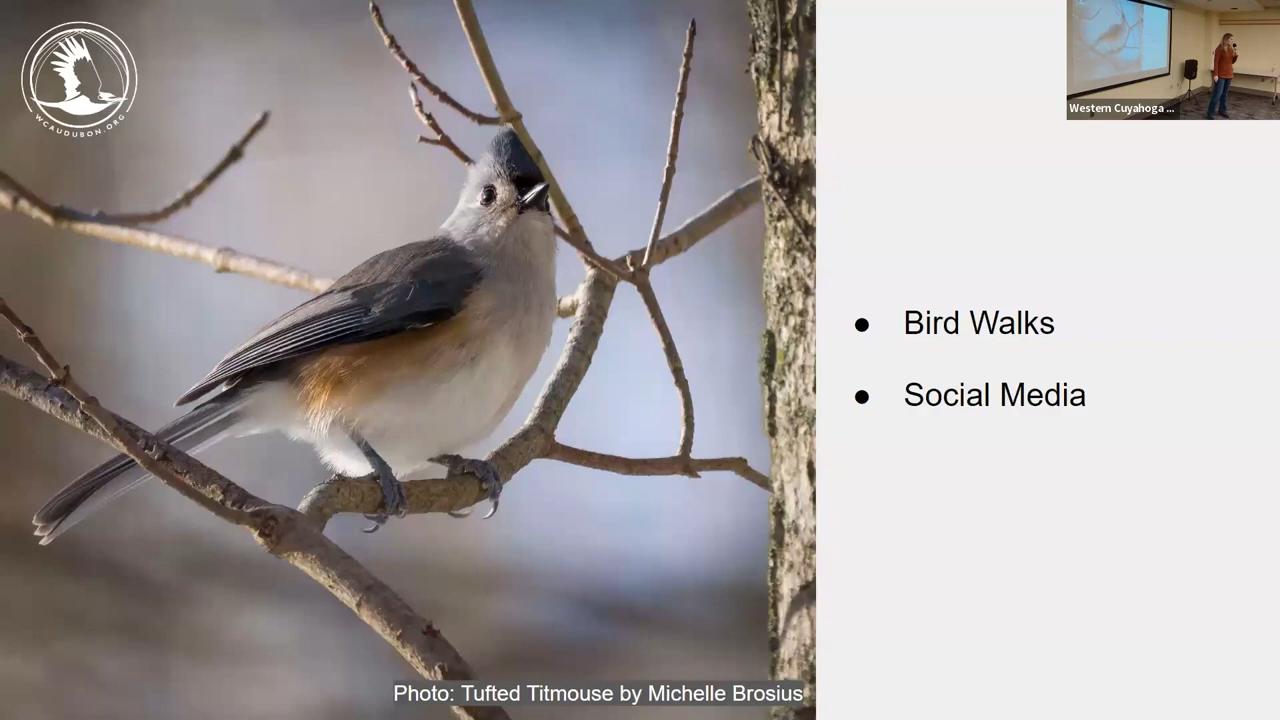 WCAUDUBON.ORG
Western Cuyahoga ...
● Bird Walks
● Social Media
Photo: Tufted Titmouse by Michelle Brosius